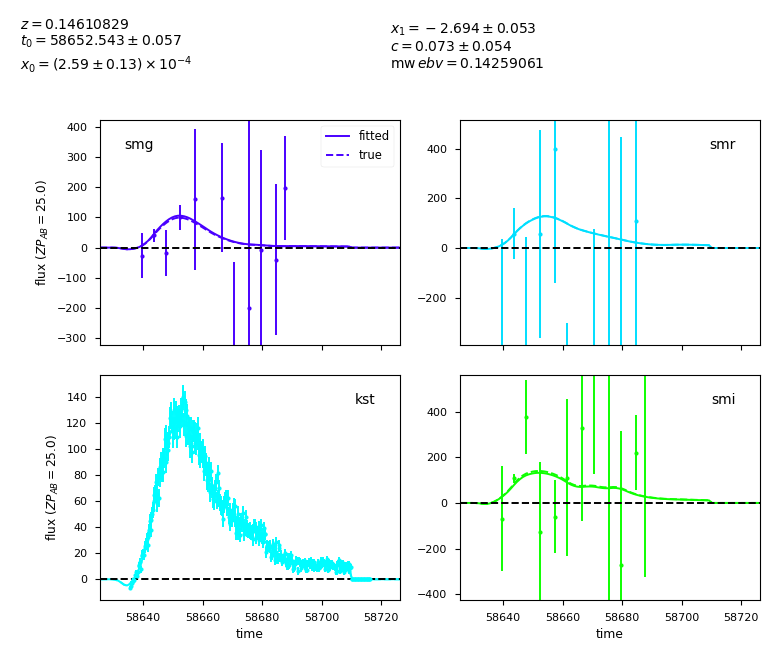 z = 0.14610829
t₀ = 58652.543 ± 0.057
x₀ = (2.59 ± 0.13) × 10⁻⁴
x₁ = −2.694 ± 0.053
c = 0.073 ± 0.054
mw ebv = 0.14259061
smg
fitted
true
400
300
200
100
0
−100
−200
−300
flux (ZP_AB = 25.0)
smr
400
200
0
−200
kst
140
120
100
80
60
40
20
0
flux (ZP_AB = 25.0)
58640 58660 58680 58700 58720
time
smi
400
200
0
−200
−400
58640 58660 58680 58700 58720
time